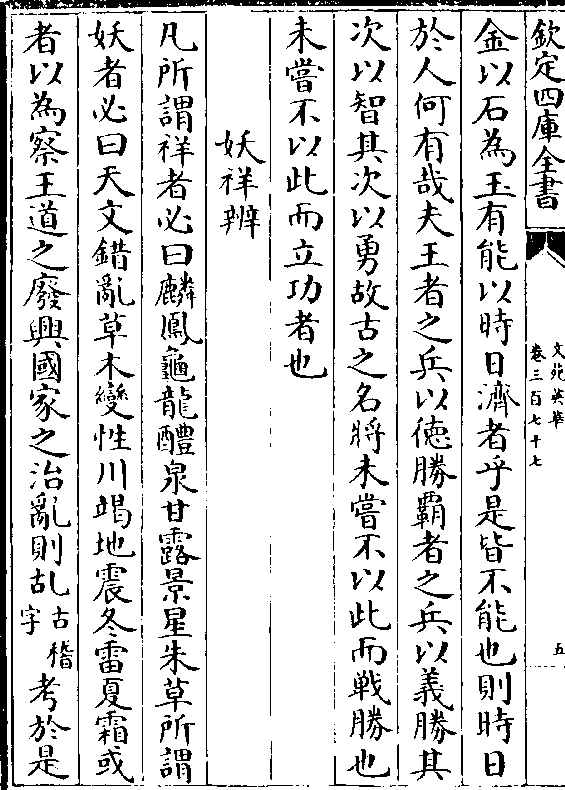 欽定四庫全書
文苑英華
卷三百七十七
五
金以石為玉有能以時日濟者乎是皆不能也則時日
於人何有哉夫王者之兵以徳勝霸者之兵以義勝其
次以智其次以勇故古之名將未嘗不以此而戰勝也
未嘗不以此而立功者也
妖祥辨
凡所謂祥者必曰麟鳳龜龍醴泉甘露景星朱草所謂
妖者必曰天文錯亂草木變性川竭地震冬雷夏霜或
者以為察王道之廢興國家之治亂則乩古稽字考於是